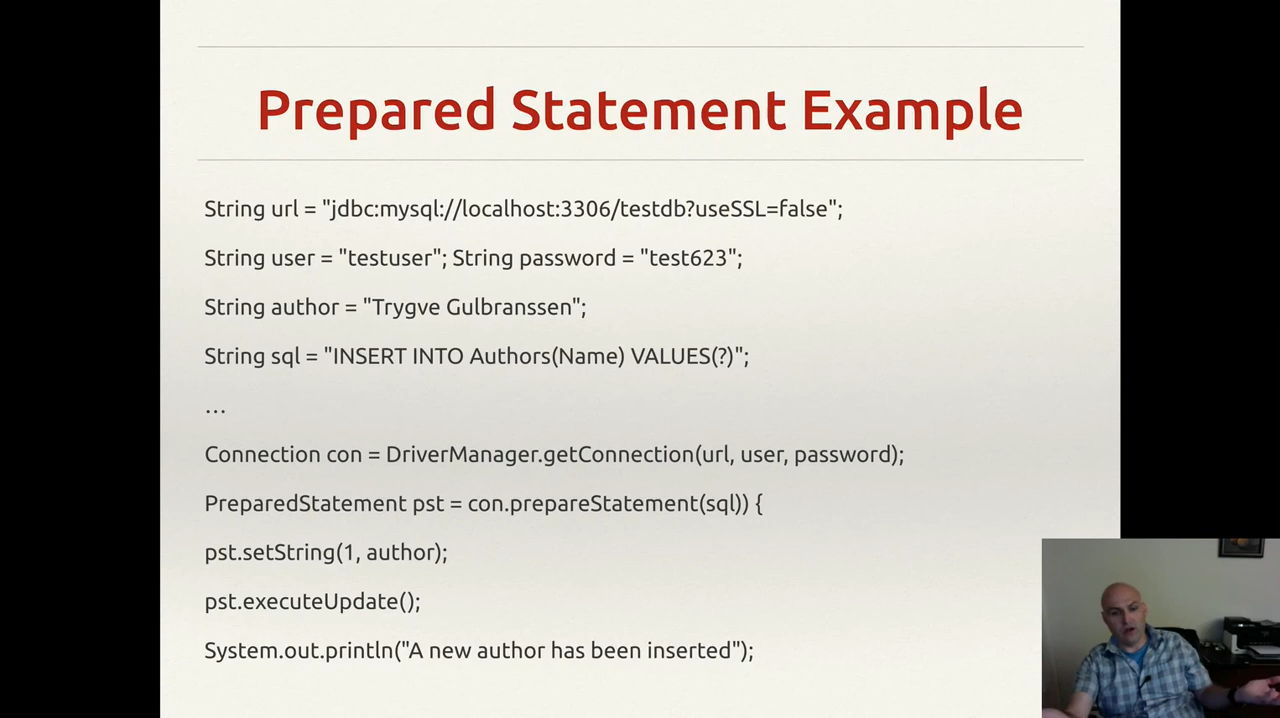 Prepared Statement Example
String url = "jdbc:mysql://localhost:3306/testdb?useSSL=false";
String user = "testuser"; String password = "test623";
String author = "Trygve Gulbranssen";
String sql = "INSERT INTO Authors(Name) VALUES(?)";
…
Connection con = DriverManager.getConnection(url, user, password);
PreparedStatement pst = con.prepareStatement(sql)) {
pst.setString(1, author);
pst.executeUpdate();
System.out.println("A new author has been inserted");